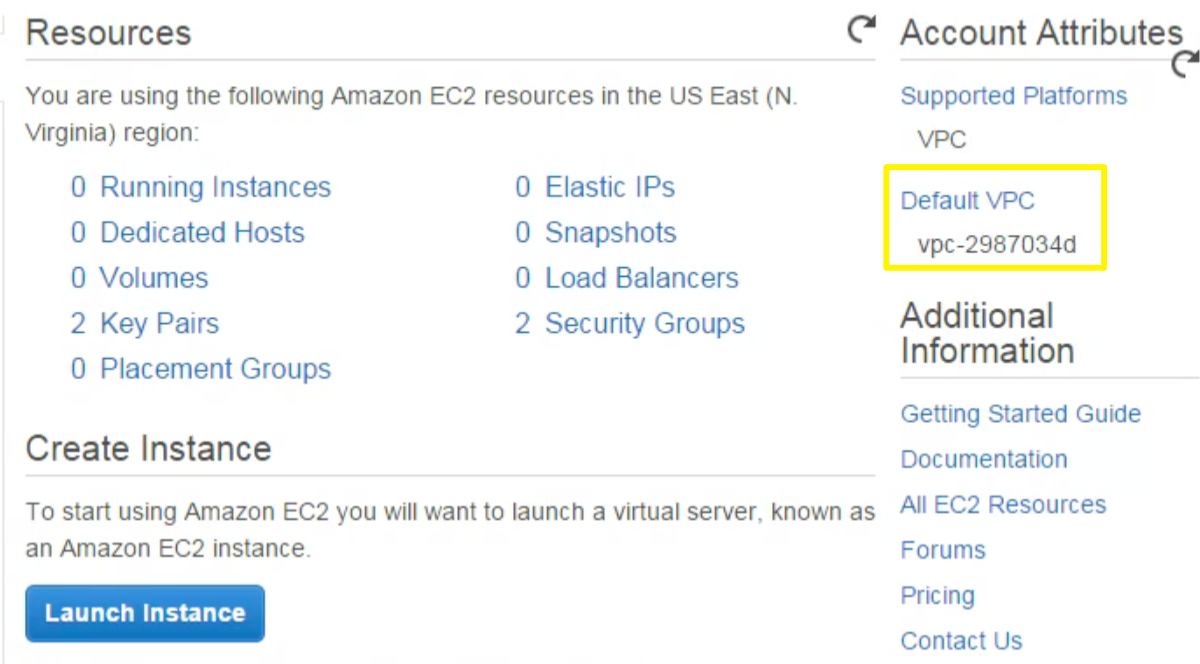 Resources
You are using the following Amazon EC2 resources in the US East (N.
Virginia) region:
0 Running Instances
0 Elastic IPs
0 Dedicated Hosts
0 Snapshots
0 Volumes
0 Load Balancers
2 Key Pairs
2 Security Groups
0 Placement Groups
Create Instance
To start using Amazon EC2 you will want to launch a virtual server, known as
an Amazon EC2 instance.
Launch Instance
Account Attributes
Supported Platforms
VPC
Default VPC
vpc-2987034d
Additional
Information
Getting Started Guide
Documentation
All EC2 Resources
Forums
Pricing
Contact Us